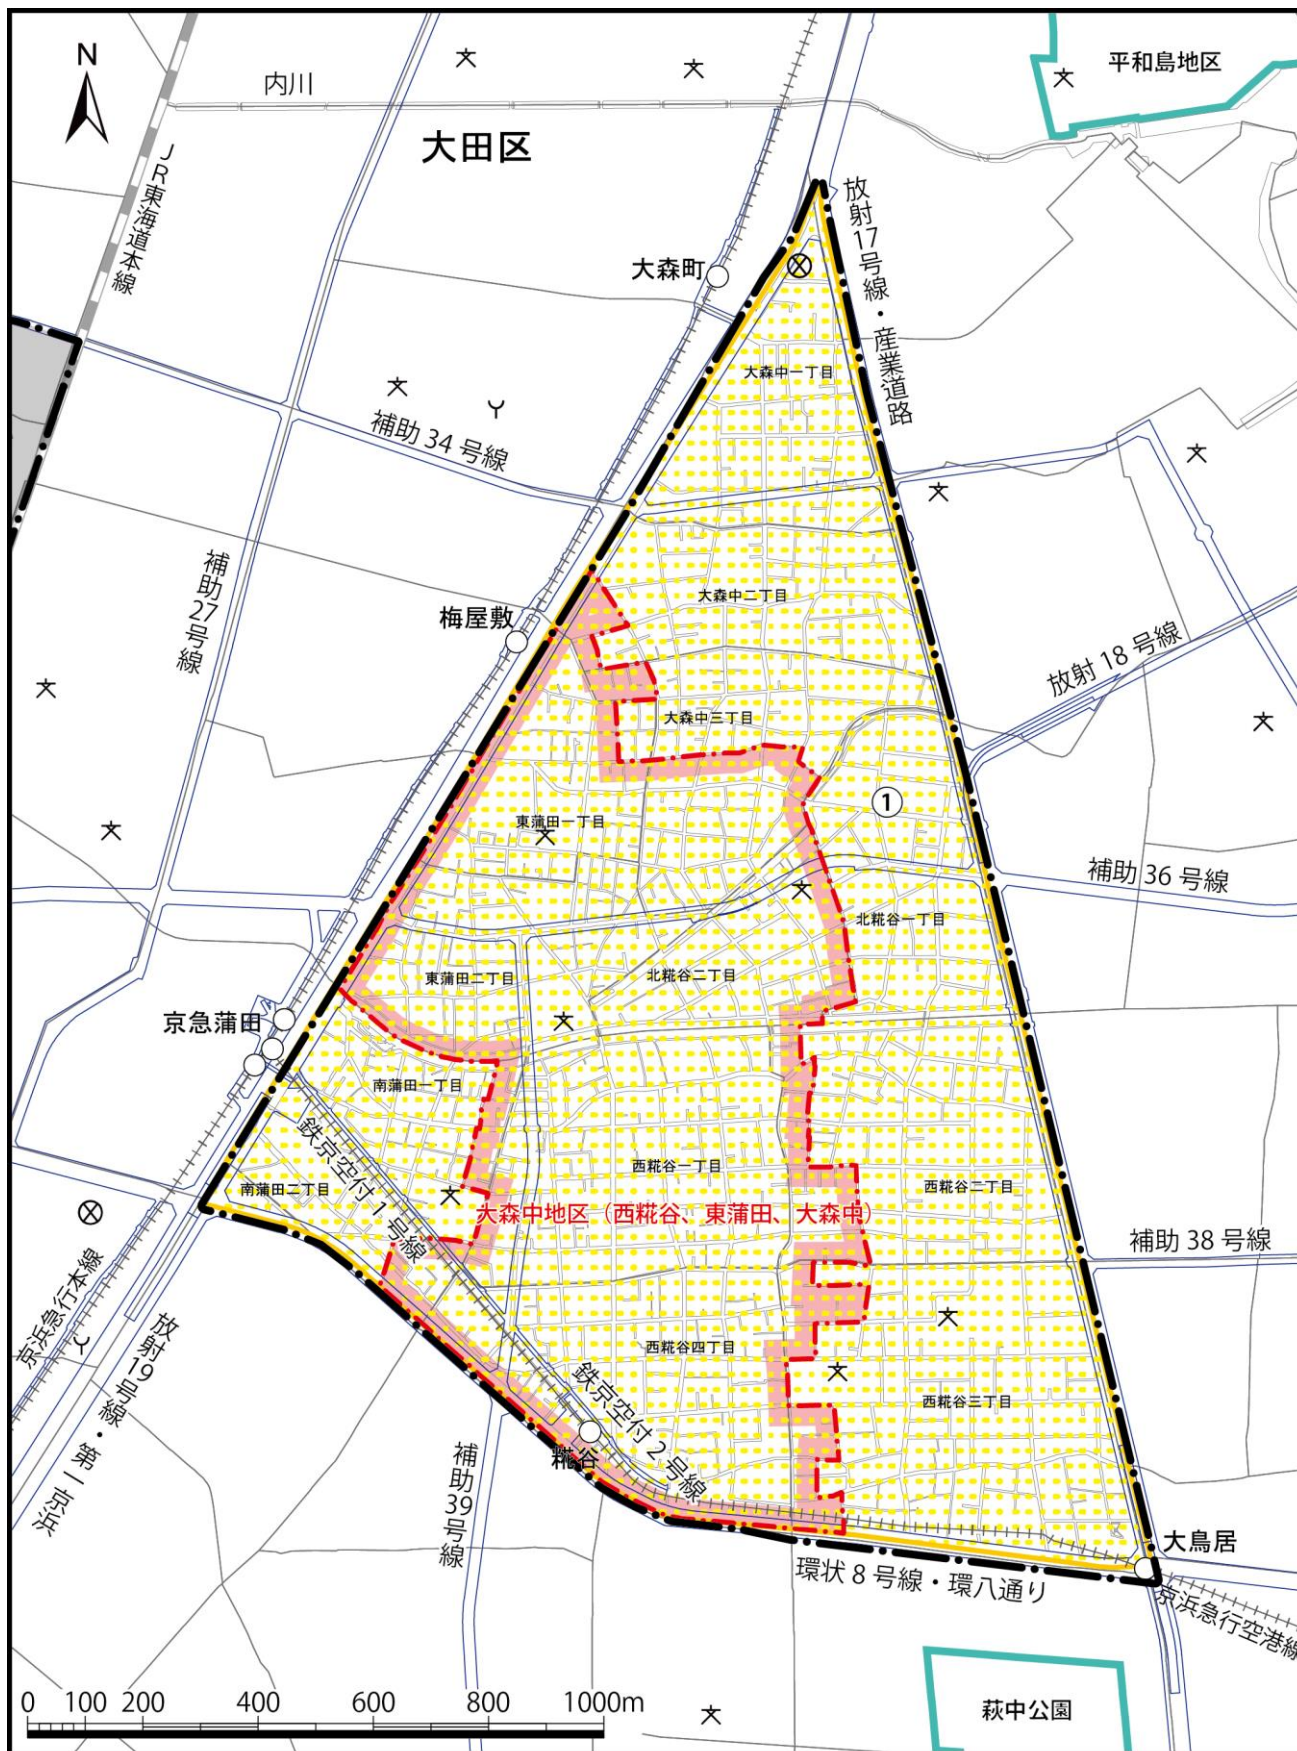 N
内川
平和島地区
大田区
JR東海道本線
放射17号線・産業道路
大森町
大森中一丁目
補助34号線
補助27号線
大森中二丁目
梅屋敷
放射18号線
大森中三丁目
①
東蒲田一丁目
補助36号線
北糀谷一丁目
東蒲田二丁目
北糀谷二丁目
京急蒲田
南蒲田一丁目
鉄京空付1号線
西糀谷一丁目
南蒲田二丁目
西糀谷二丁目
大森中地区（西糀谷、東蒲田、大森中）
補助38号線
京浜急行本線
放射19号線・第一京浜
西糀谷四丁目
鉄京空付2号線
西糀谷三丁目
糀谷
補助39号線
大鳥居
環状8号線・環八通り
京浜急行空港線
0 100 200 400 600 800 1000m
萩中公園